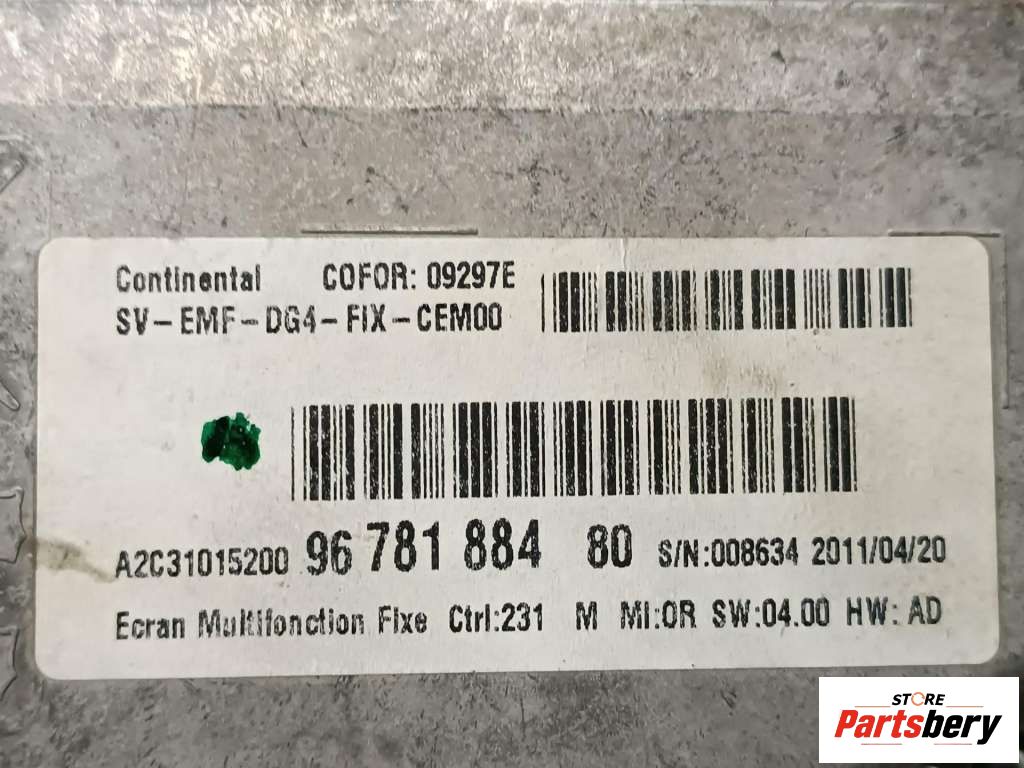 Continental COFOR: 09297E
SV-EMF-DG4-FIX-CEM00
A2C31015200 96 781 884 80 S/N:008634 2011/04/20
Ecran Multifonction Fixe Ctrl:231 M MI:OR SW:04.00 HW: AD
STORE
Partsbery